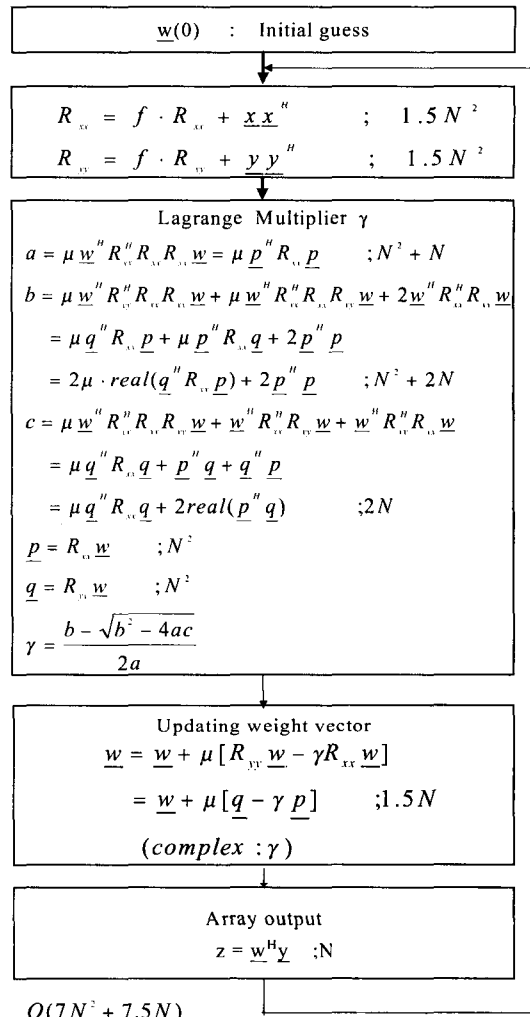 w(0) : Initial guess
R_xx = f · R_xx + x x^H ; 1.5 N^2
R_yy = f · R_yy + y y^H ; 1.5 N^2
Lagrange Multiplier γ
a = μ w^H R_xx^H R_xx R_xx w = μ p^H R_xx p ; N^2 + N
b = μ w^H R_yy^H R_xx R_xx w + μ w^H R_xx^H R_xx R_yy w + 2 w^H R_xx^H R_xx w
= μ q^H R_xx p + μ p^H R_xx q + 2 p^H p
= 2μ · real(q^H R_xx p) + 2 p^H p ; N^2 + 2N
c = μ w^H R_yy^H R_xx R_yy w + w^H R_xx^H R_yy w + w^H R_yy^H R_xx w
= μ q^H R_xx q + p^H q + q^H p
= μ q^H R_xx q + 2real(p^H q) ; 2N
p = R_xx w ; N^2
q = R_yy w ; N^2
γ = (b − √(b^2 − 4ac)) / 2a
Updating weight vector
w = w + μ [R_yy w − γ R_xx w]
= w + μ [q − γ p] ; 1.5N
(complex : γ)
Array output
z = w^H y ; N
O(7N^2 + 7.5N)